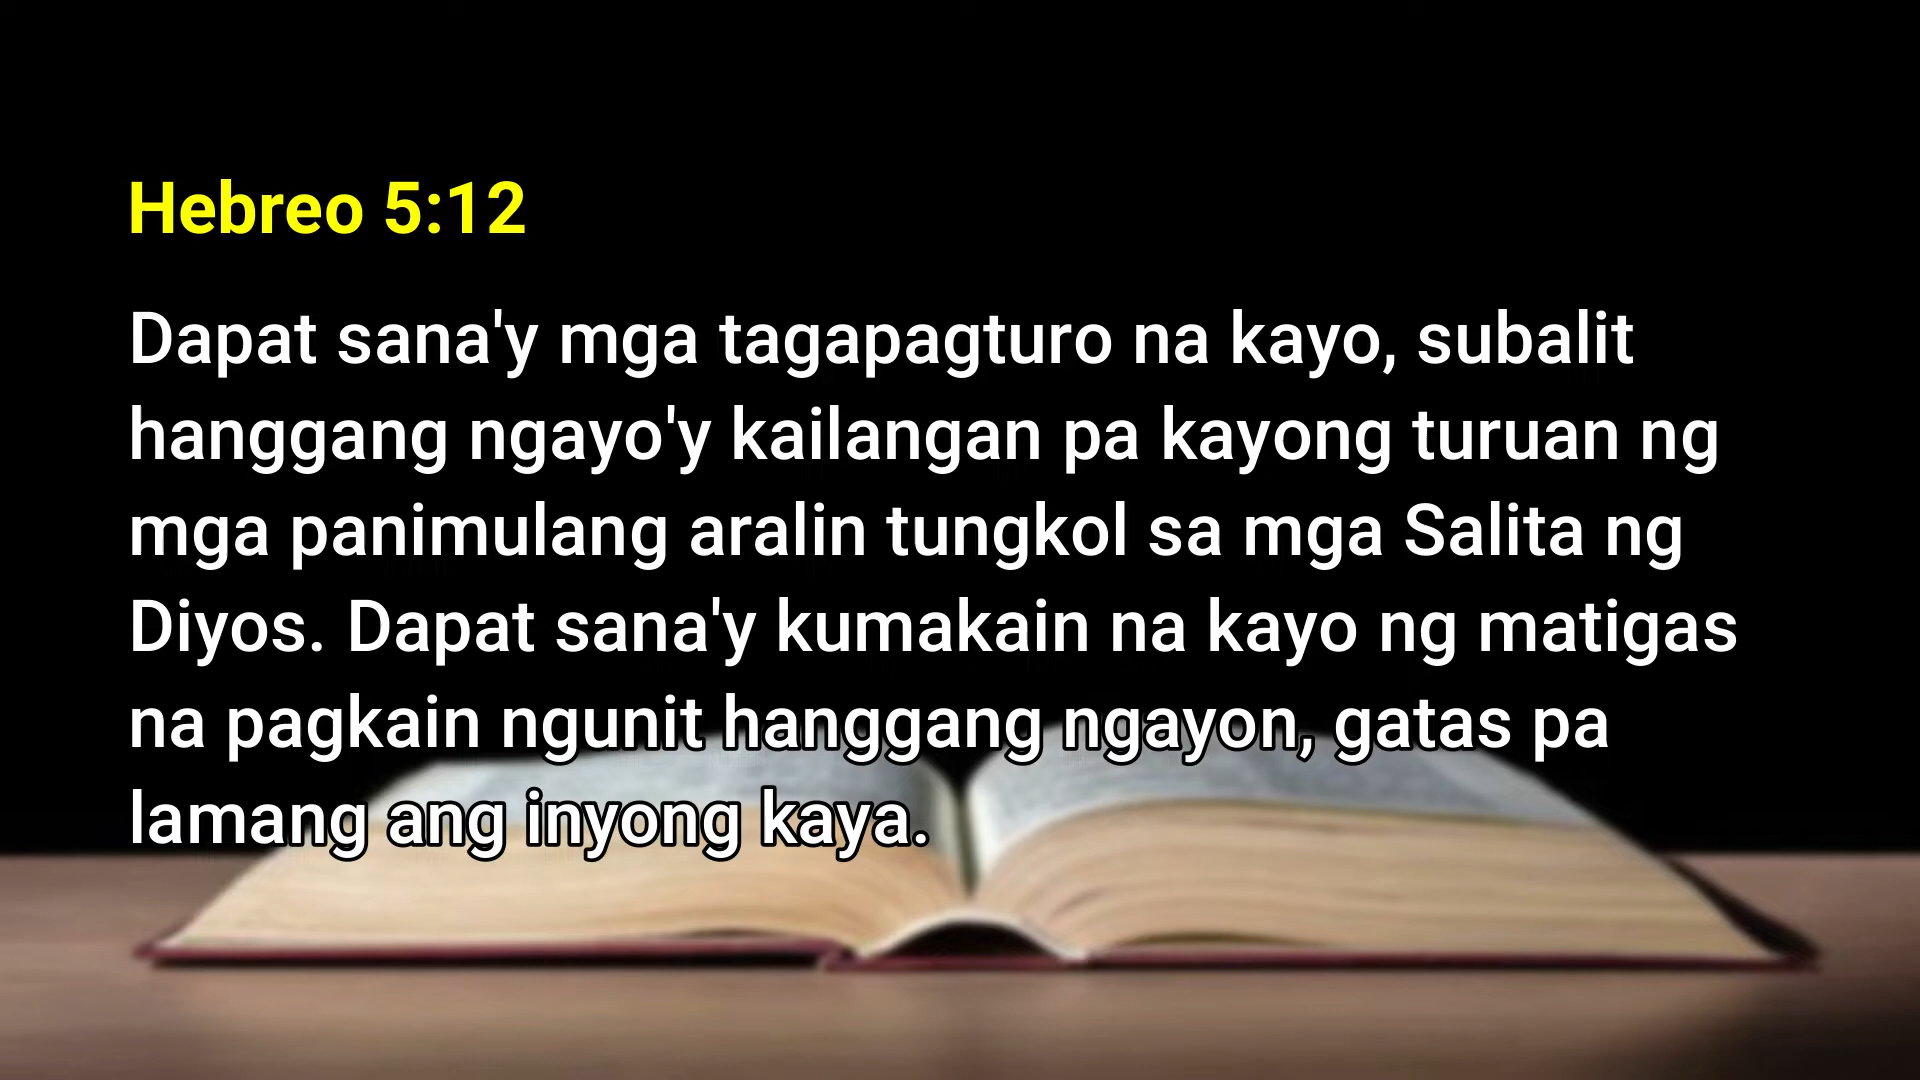 Hebreo 5:12
Dapat sana'y mga tagapagturo na kayo, subalit
hanggang ngayo'y kailangan pa kayong turuan ng
mga panimulang aralin tungkol sa mga Salita ng
Diyos. Dapat sana'y kumakain na kayo ng matigas
na pagkain ngunit hanggang ngayon, gatas pa
lamang ang inyong kaya.